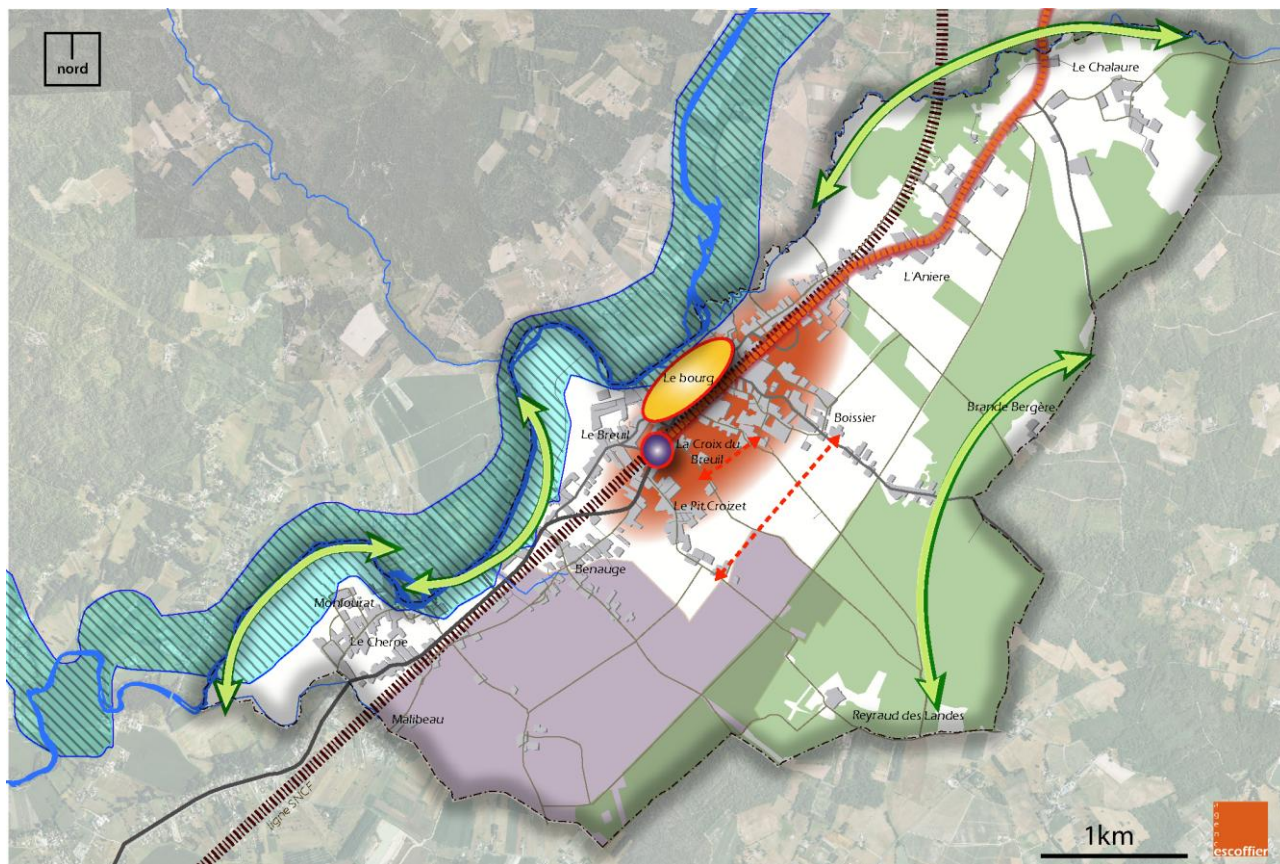 nord
Le Chalaure
L'Aniere
Le bourg
Brande Bergère
Boissier
Le Breuil
La Croix du
Breuil
Le Pit.Croizet
Benauge
Montourat
Le Cherpe
Reyraud des Landes
Malibeau
ligne SNCF
1km
escoffier